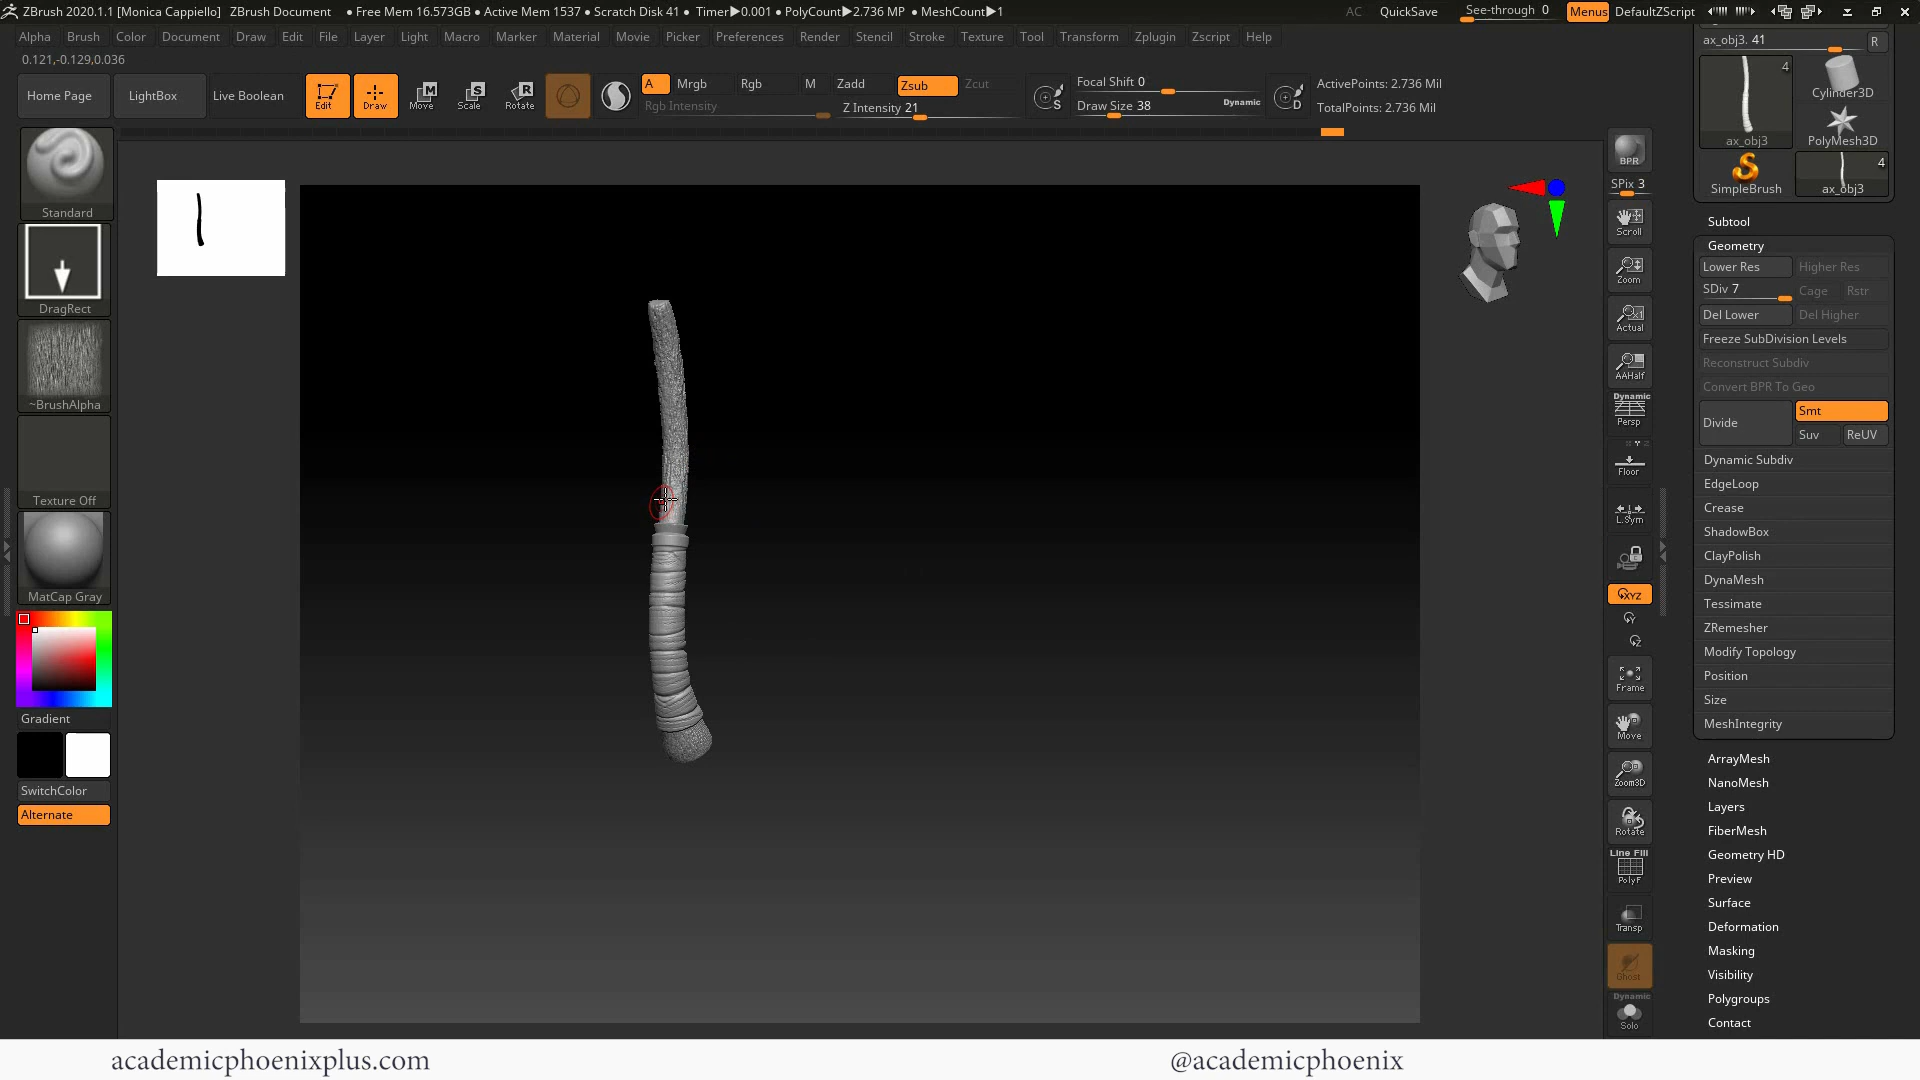 ZBrush 2020.1.1 [Monica Cappiello] ZBrush Document ● Free Mem 16.573GB ● Active Mem 1537 ● Scratch Disk 41 ● Timer▶0.001 ● PolyCount▶2.736 MP ● MeshCount▶1 AC QuickSave See-through 0 Menus DefaultZScript
Alpha Brush Color Document Draw Edit File Layer Light Macro Marker Material Movie Picker Preferences Render Stencil Stroke Texture Tool Transform Zplugin Zscript Help
0.121,-0.129,0.036
Home Page LightBox Live Boolean Edit Draw Move Scale Rotate
A Mrgb Rgb M Zadd Zsub Zcut
Rgb Intensity Z Intensity 21
Focal Shift 0
Draw Size 38 Dynamic
ActivePoints: 2.736 Mil
TotalPoints: 2.736 Mil
Standard
DragRect
~BrushAlpha
Texture Off
MatCap Gray
Gradient
SwitchColor
Alternate
BPR
SPix 3
Scroll
Zoom
Actual
AAHalf
Dynamic
Persp
Floor
L.Sym
XYZ
Frame
Move
Zoom3D
Rotate
Line Fill
PolyF
Transp
Ghost
Dynamic
Solo
ax_obj3. 41 R
4
ax_obj3
Cylinder3D
PolyMesh3D
SimpleBrush
4
ax_obj3
Subtool
Geometry
Lower Res Higher Res
SDiv 7 Cage Rstr
Del Lower Del Higher
Freeze SubDivision Levels
Reconstruct Subdiv
Convert BPR To Geo
Divide Smt
Suv ReUV
Dynamic Subdiv
EdgeLoop
Crease
ShadowBox
ClayPolish
DynaMesh
Tessimate
ZRemesher
Modify Topology
Position
Size
MeshIntegrity
ArrayMesh
NanoMesh
Layers
FiberMesh
Geometry HD
Preview
Surface
Deformation
Masking
Visibility
Polygroups
Contact
academicphoenixplus.com @academicphoenix